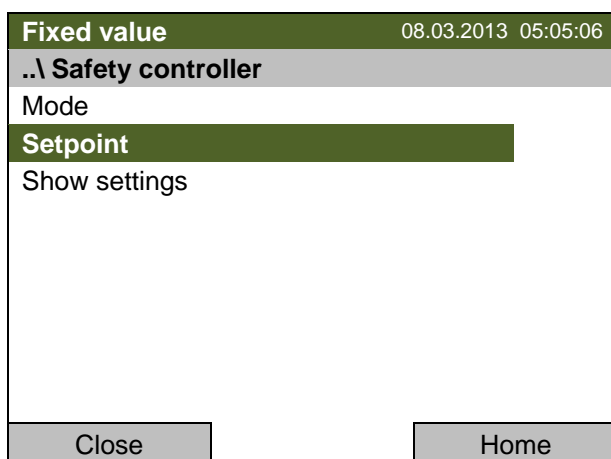 Fixed value 08.03.2013 05:05:06
..\ Safety controller
Mode
Setpoint
Show settings
Close Home